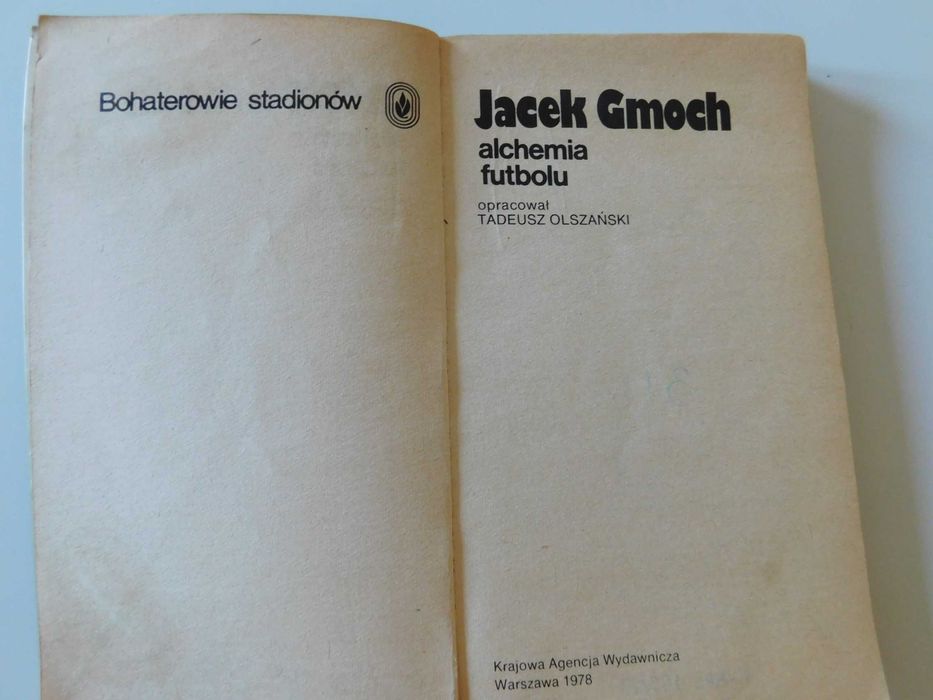 Bohaterowie stadionów
Jacek Gmoch
alchemia
futbolu
opracował
TADEUSZ OLSZAŃSKI
Krajowa Agencja Wydawnicza
Warszawa 1978